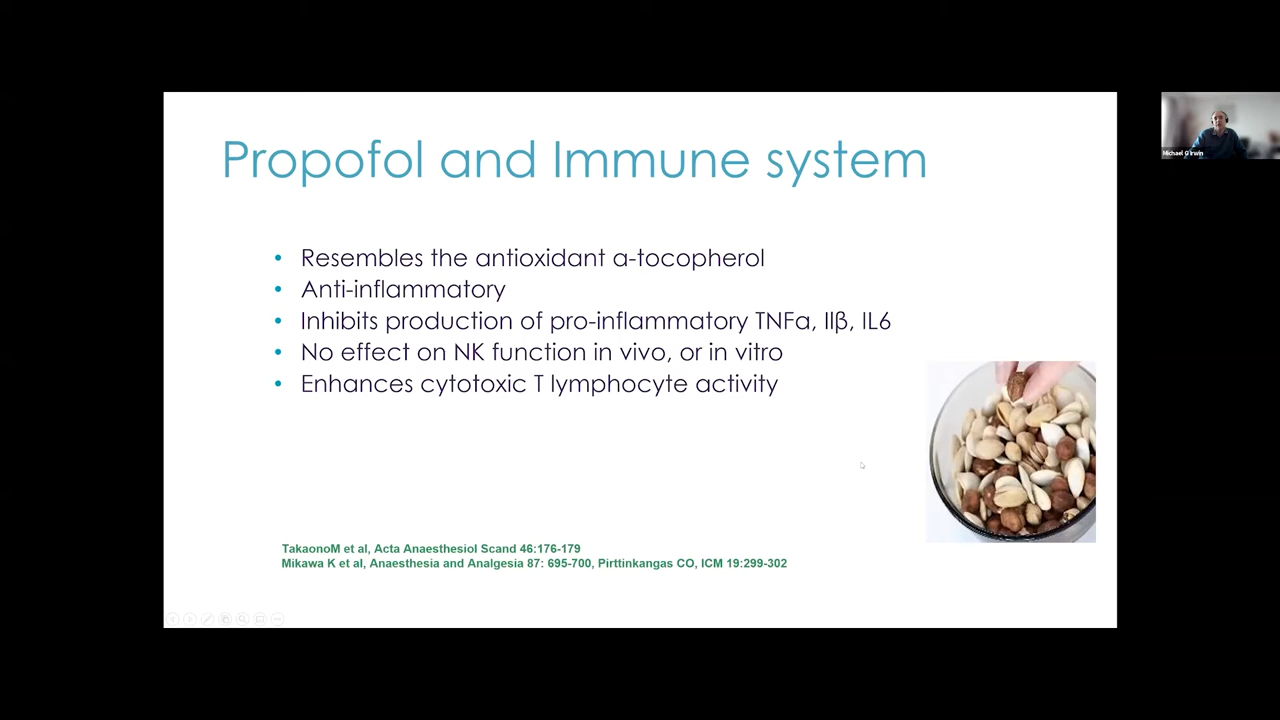 Propofol and Immune system
• Resembles the antioxidant α-tocopherol
• Anti-inflammatory
• Inhibits production of pro-inflammatory TNFα, IIβ, IL6
• No effect on NK function in vivo, or in vitro
• Enhances cytotoxic T lymphocyte activity
TakaonoM et al, Acta Anaesthesiol Scand 46:176-179
Mikawa K et al, Anaesthesia and Analgesia 87: 695-700, Pirttinkangas CO, ICM 19:299-302
Michael G Irwin